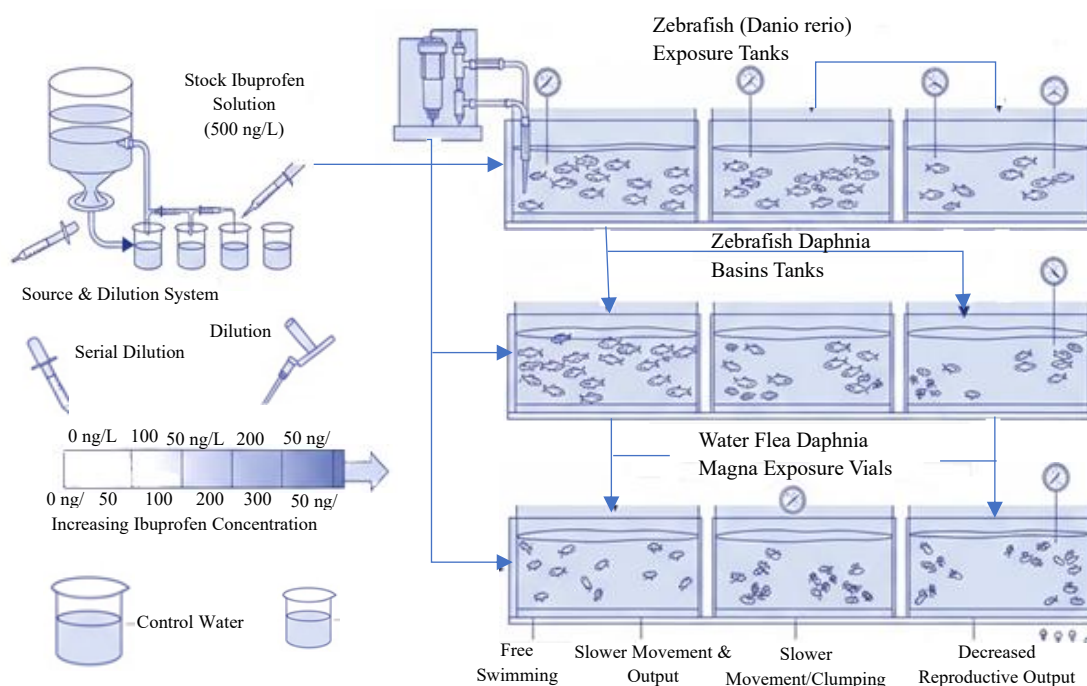 Zebrafish (Danio rerio)
Exposure Tanks
Stock Ibuprofen
Solution
(500 ng/L)
Source & Dilution System
Dilution
Serial Dilution
0 ng/L 100 50 ng/L 200 50 ng/
0 ng/ 50 100 200 300 50 ng/
Increasing Ibuprofen Concentration
Control Water
Zebrafish Daphnia
Basins Tanks
Water Flea Daphnia
Magna Exposure Vials
Free
Swimming
Slower Movement &
Output
Slower
Movement/Clumping
Decreased
Reproductive Output